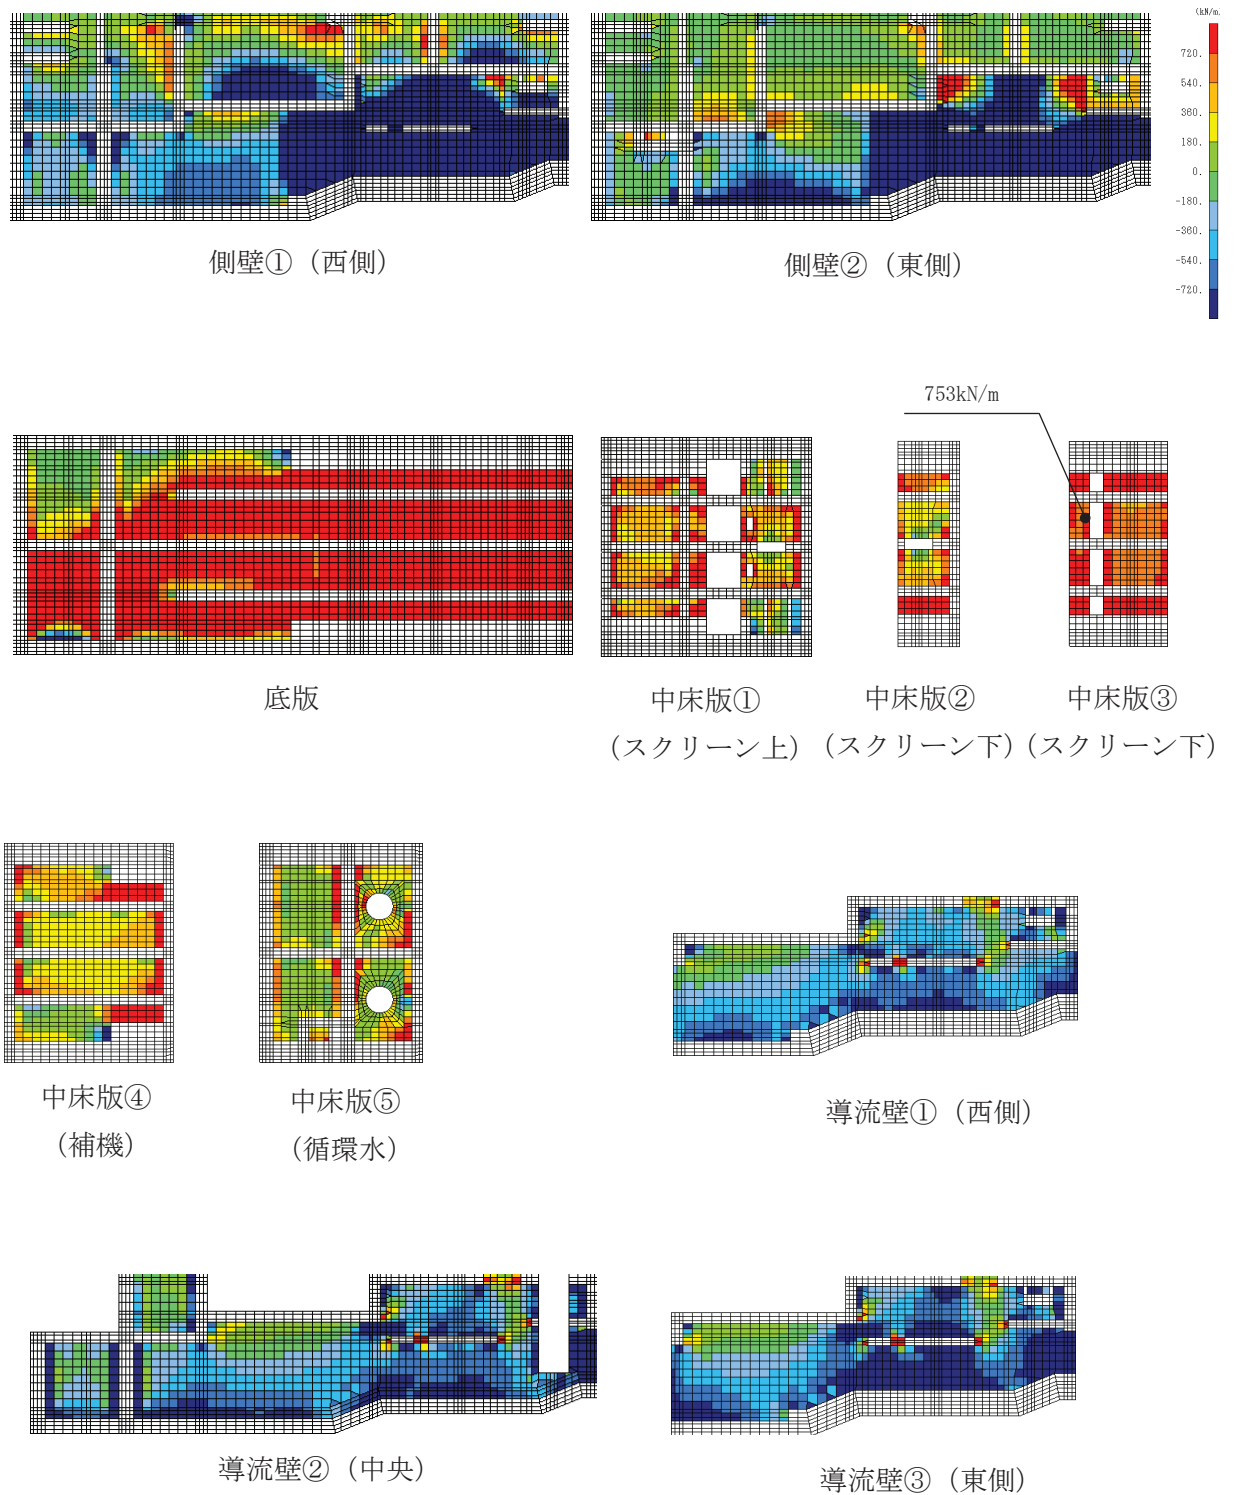 (kN/m)
720.
540.
360.
180.
0.
-180.
-360.
-540.
-720.
側壁①（西側）
側壁②（東側）
753kN/m
底版
中床版①
（スクリーン上）
中床版②
（スクリーン下）
中床版③
（スクリーン下）
中床版④
（補機）
中床版⑤
（循環水）
導流壁①（西側）
導流壁②（中央）
導流壁③（東側）